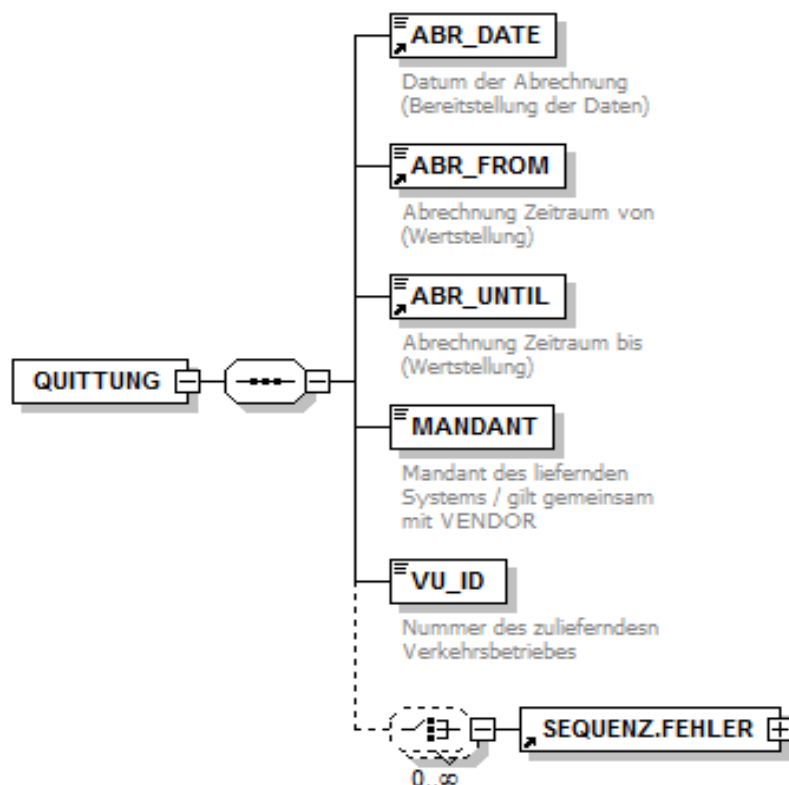 ABR_DATE
Datum der Abrechnung
(Bereitstellung der Daten)
ABR_FROM
Abrechnung Zeitraum von
(Wertstellung)
ABR_UNTIL
Abrechnung Zeitraum bis
(Wertstellung)
QUITTUNG
MANDANT
Mandant des liefernden
Systems / gilt gemeinsam
mit VENDOR
VU_ID
Nummer des zulieferndesn
Verkehrsbetriebes
SEQUENZ.FEHLER
0..∞